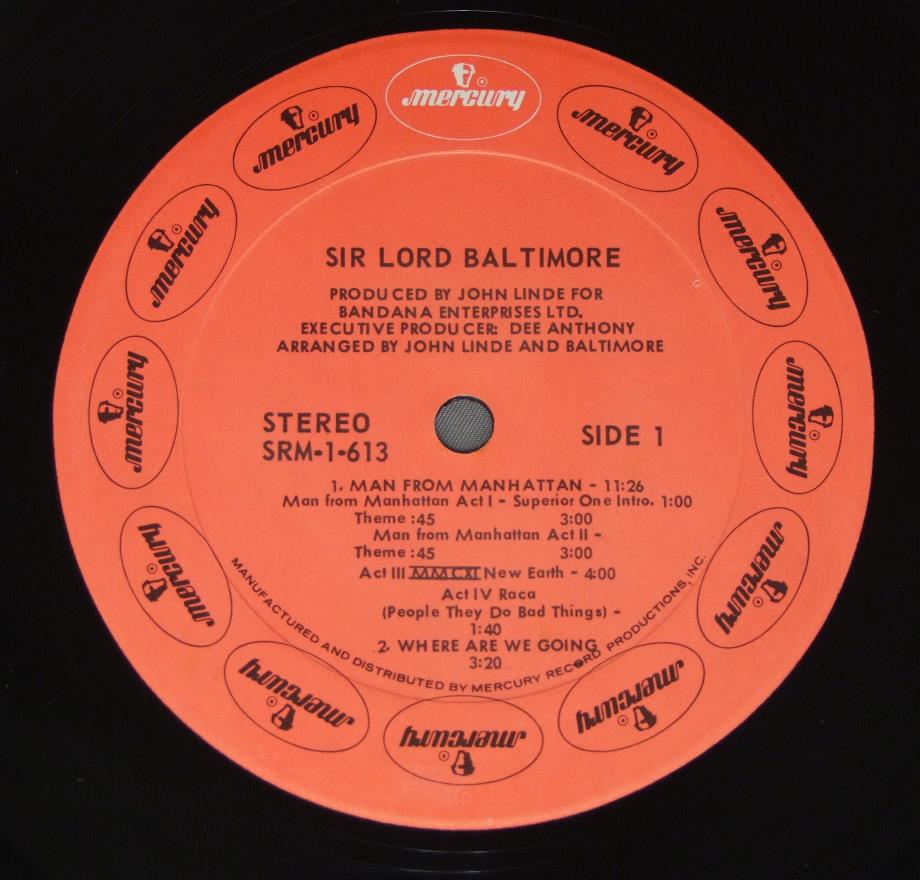 mercury
mercury
mercury
mercury
mercury
mercury
mercury
mercury
mercury
mercury
mercury
mercury
SIR LORD BALTIMORE
PRODUCED BY JOHN LINDE FOR
BANDANA ENTERPRISES LTD.
EXECUTIVE PRODUCER: DEE ANTHONY
ARRANGED BY JOHN LINDE AND BALTIMORE
STEREO
SRM-1-613
SIDE 1
1. MAN FROM MANHATTAN - 11:26
Man from Manhattan Act I - Superior One Intro. 1:00
Theme :45 3:00
Man from Manhattan Act II -
Theme :45 3:00
Act III MMCXI New Earth - 4:00
Act IV Raca
(People They Do Bad Things) -
1:40
2. WHERE ARE WE GOING
3:20
MANUFACTURED AND DISTRIBUTED BY MERCURY RECORD PRODUCTIONS, INC.